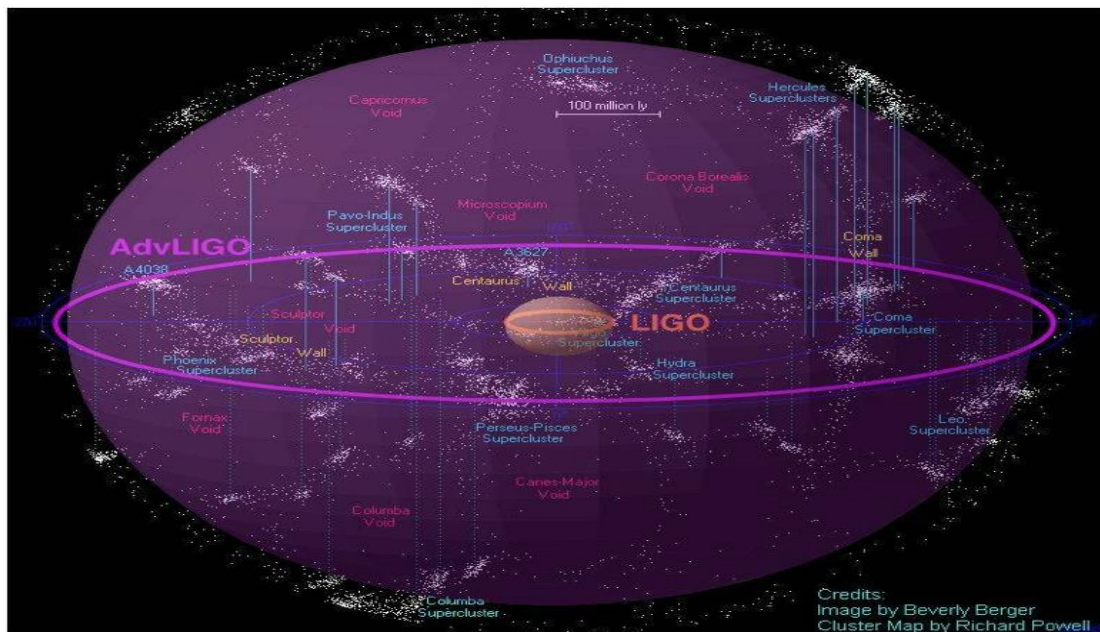 Ophiuchus
Supercluster
Hercules
Superclusters
Capricornus
Void
100 million ly
Corona Borealis
Void
Microscopium
Void
Pavo-Indus
Supercluster
AdvLIGO
A4038
A3627
Coma
Wall
Centaurus
Wall
Centaurus
Supercluster
Sculptor
Void
LIGO
Supercluster
Coma
Supercluster
Sculptor
Wall
Phoenix
Supercluster
Hydra
Supercluster
Fornax
Void
Perseus-Pisces
Supercluster
Leo
Supercluster
Canes-Major
Void
Columba
Void
Columba
Supercluster
Credits:
Image by Beverly Berger
Cluster Map by Richard Powell